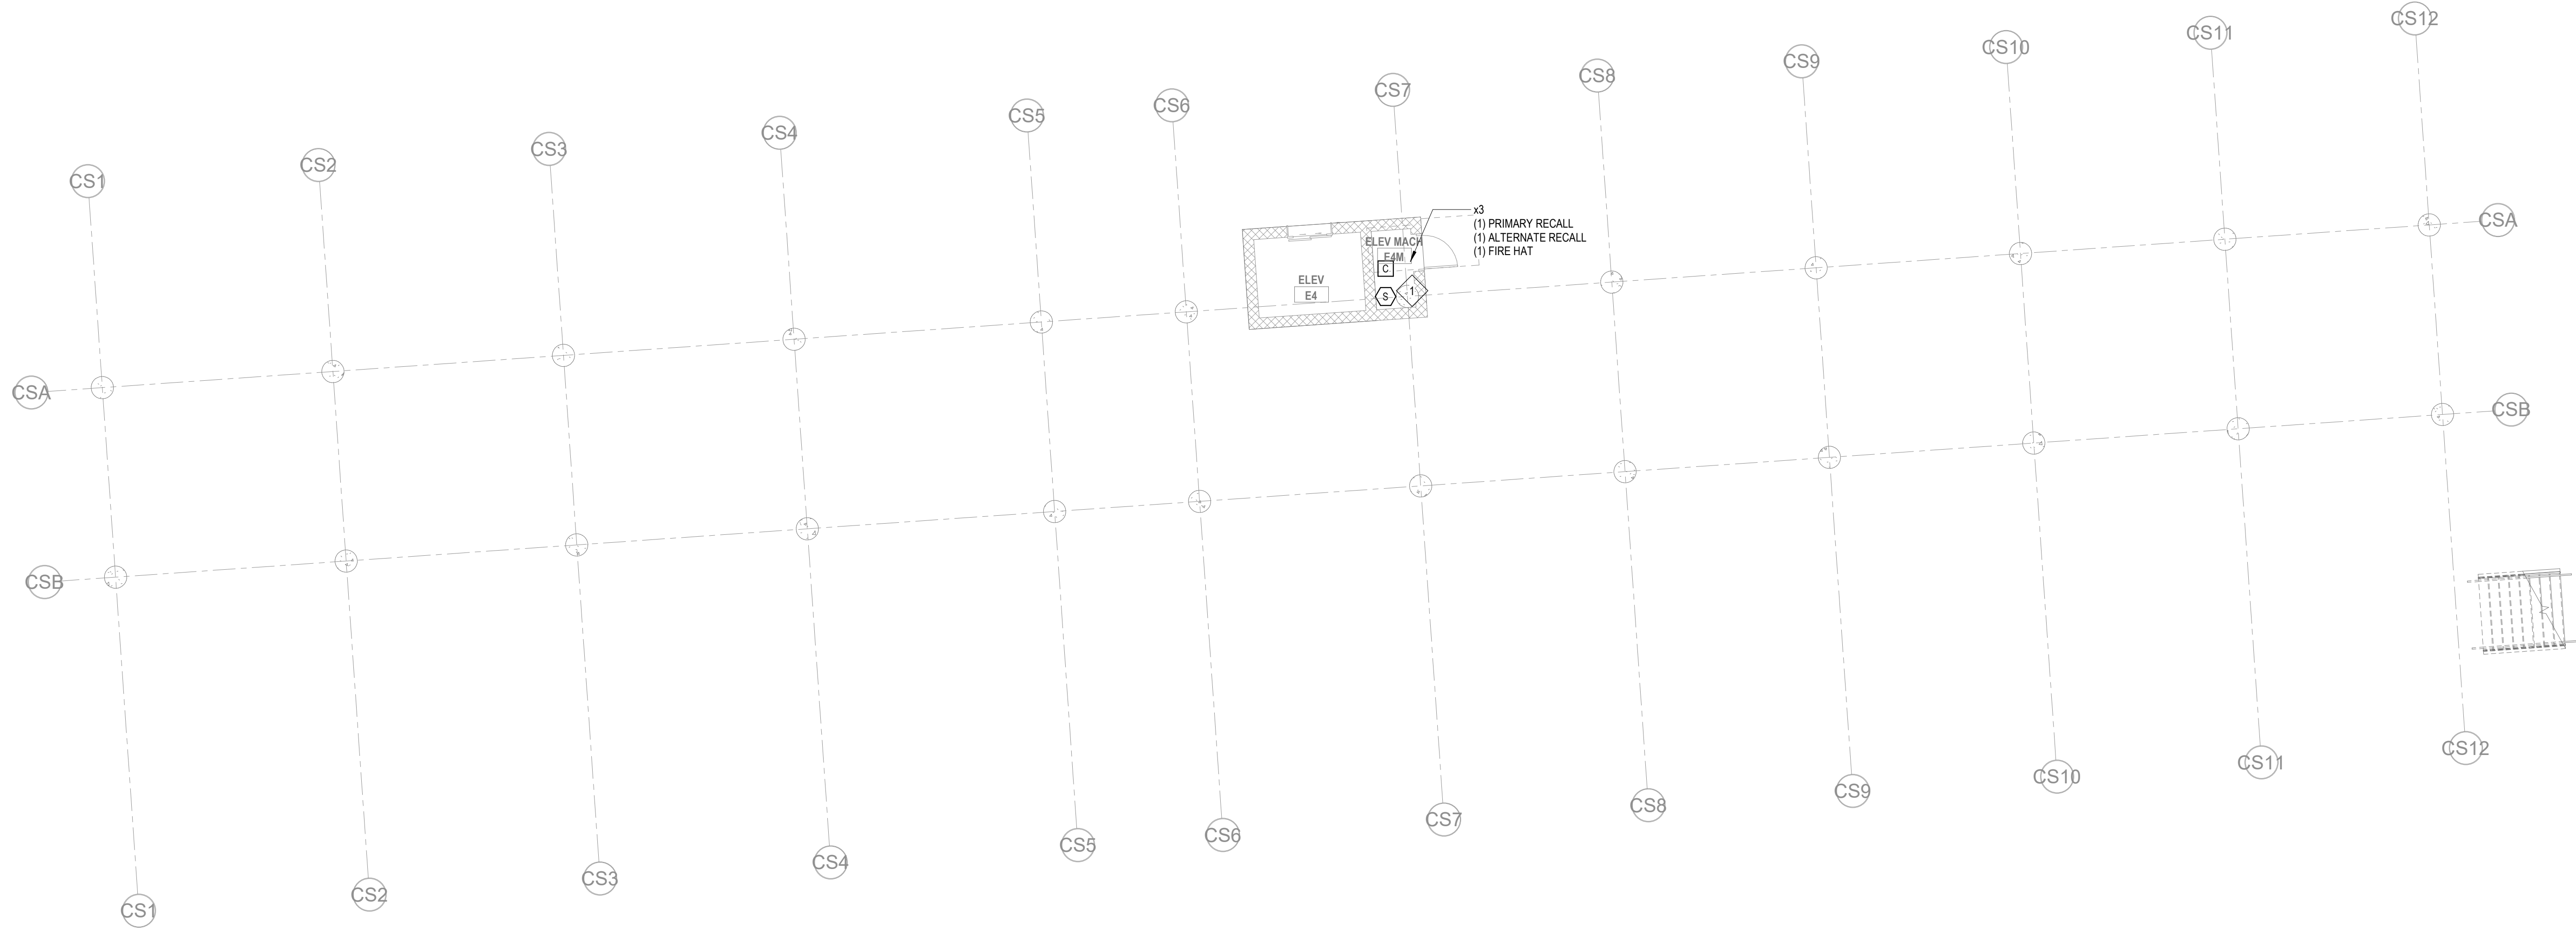 CS12
CS11
CS10
CS9
CS8
CS7
CS6
CS5
CS4
CS3
CS2
CS1
x3
(1) PRIMARY RECALL
(1) ALTERNATE RECALL
(1) FIRE HAT
ELEV MACH
E4M
C
ELEV
E4
S
1
CSA
CSA
CSB
CSB
CS12
CS11
CS10
CS9
CS8
CS7
CS6
CS5
CS4
CS3
CS2
CS1